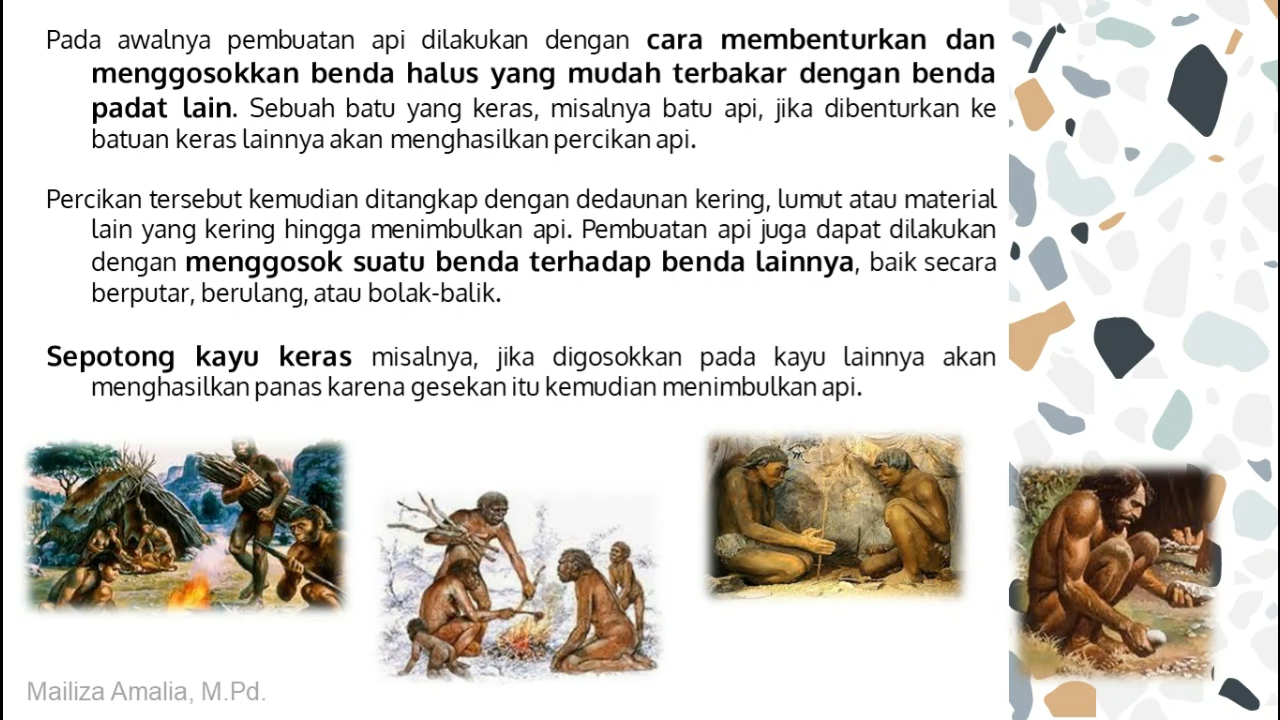 Pada awalnya pembuatan api dilakukan dengan cara membenturkan dan
menggosokkan benda halus yang mudah terbakar dengan benda
padat lain. Sebuah batu yang keras, misalnya batu api, jika dibenturkan ke
batuan keras lainnya akan menghasilkan percikan api.
Percikan tersebut kemudian ditangkap dengan dedaunan kering, lumut atau material
lain yang kering hingga menimbulkan api. Pembuatan api juga dapat dilakukan
dengan menggosok suatu benda terhadap benda lainnya, baik secara
berputar, berulang, atau bolak-balik.
Sepotong kayu keras misalnya, jika digosokkan pada kayu lainnya akan
menghasilkan panas karena gesekan itu kemudian menimbulkan api.
Mailiza Amalia, M.Pd.